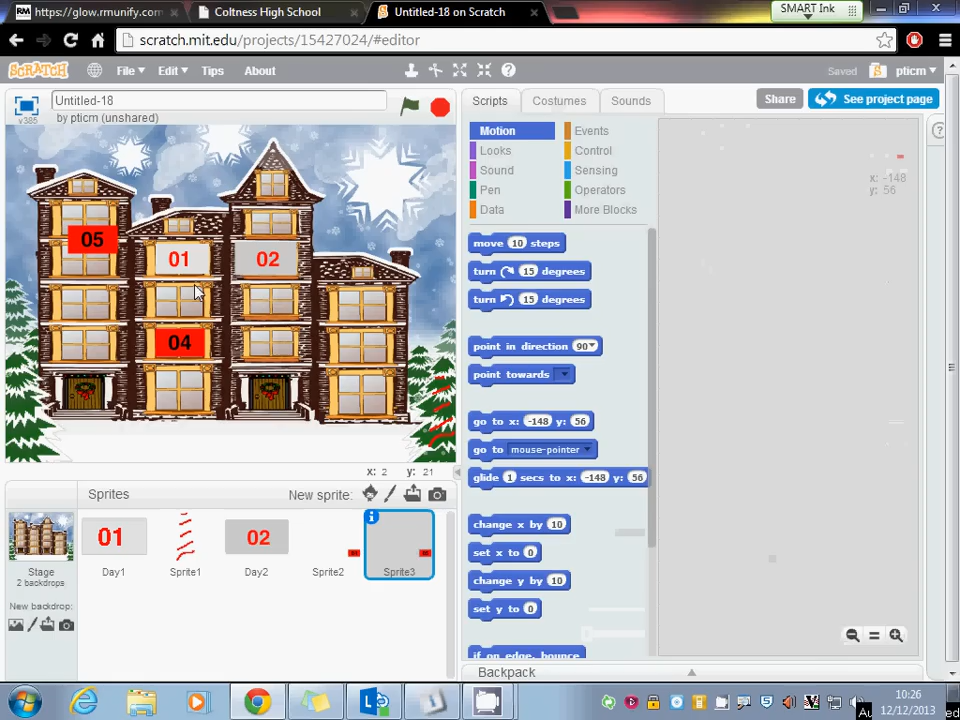 RM https://glow.rmunify.com
Coltness High School
Untitled-18 on Scratch
SMART Ink
scratch.mit.edu/projects/15427024/#editor
SCRATCH
File Edit Tips About
Saved
pticm
v385
Untitled-18
by pticm (unshared)
Scripts Costumes Sounds
Share
See project page
Motion
Looks
Sound
Pen
Data
Events
Control
Sensing
Operators
More Blocks
x: -148
y: 56
05
01
02
04
move 10 steps
turn 15 degrees
turn 15 degrees
point in direction 90
point towards
go to x: -148 y: 56
go to mouse-pointer
glide 1 secs to x: -148 y: 56
change x by 10
set x to 0
change y by 10
set y to 0
if on edge, bounce
x: 2 y: 21
Sprites
New sprite:
Stage
2 backdrops
New backdrop:
01
02
Day1
Sprite1
Day2
Sprite2
Sprite3
Backpack
10:26
12/12/2013